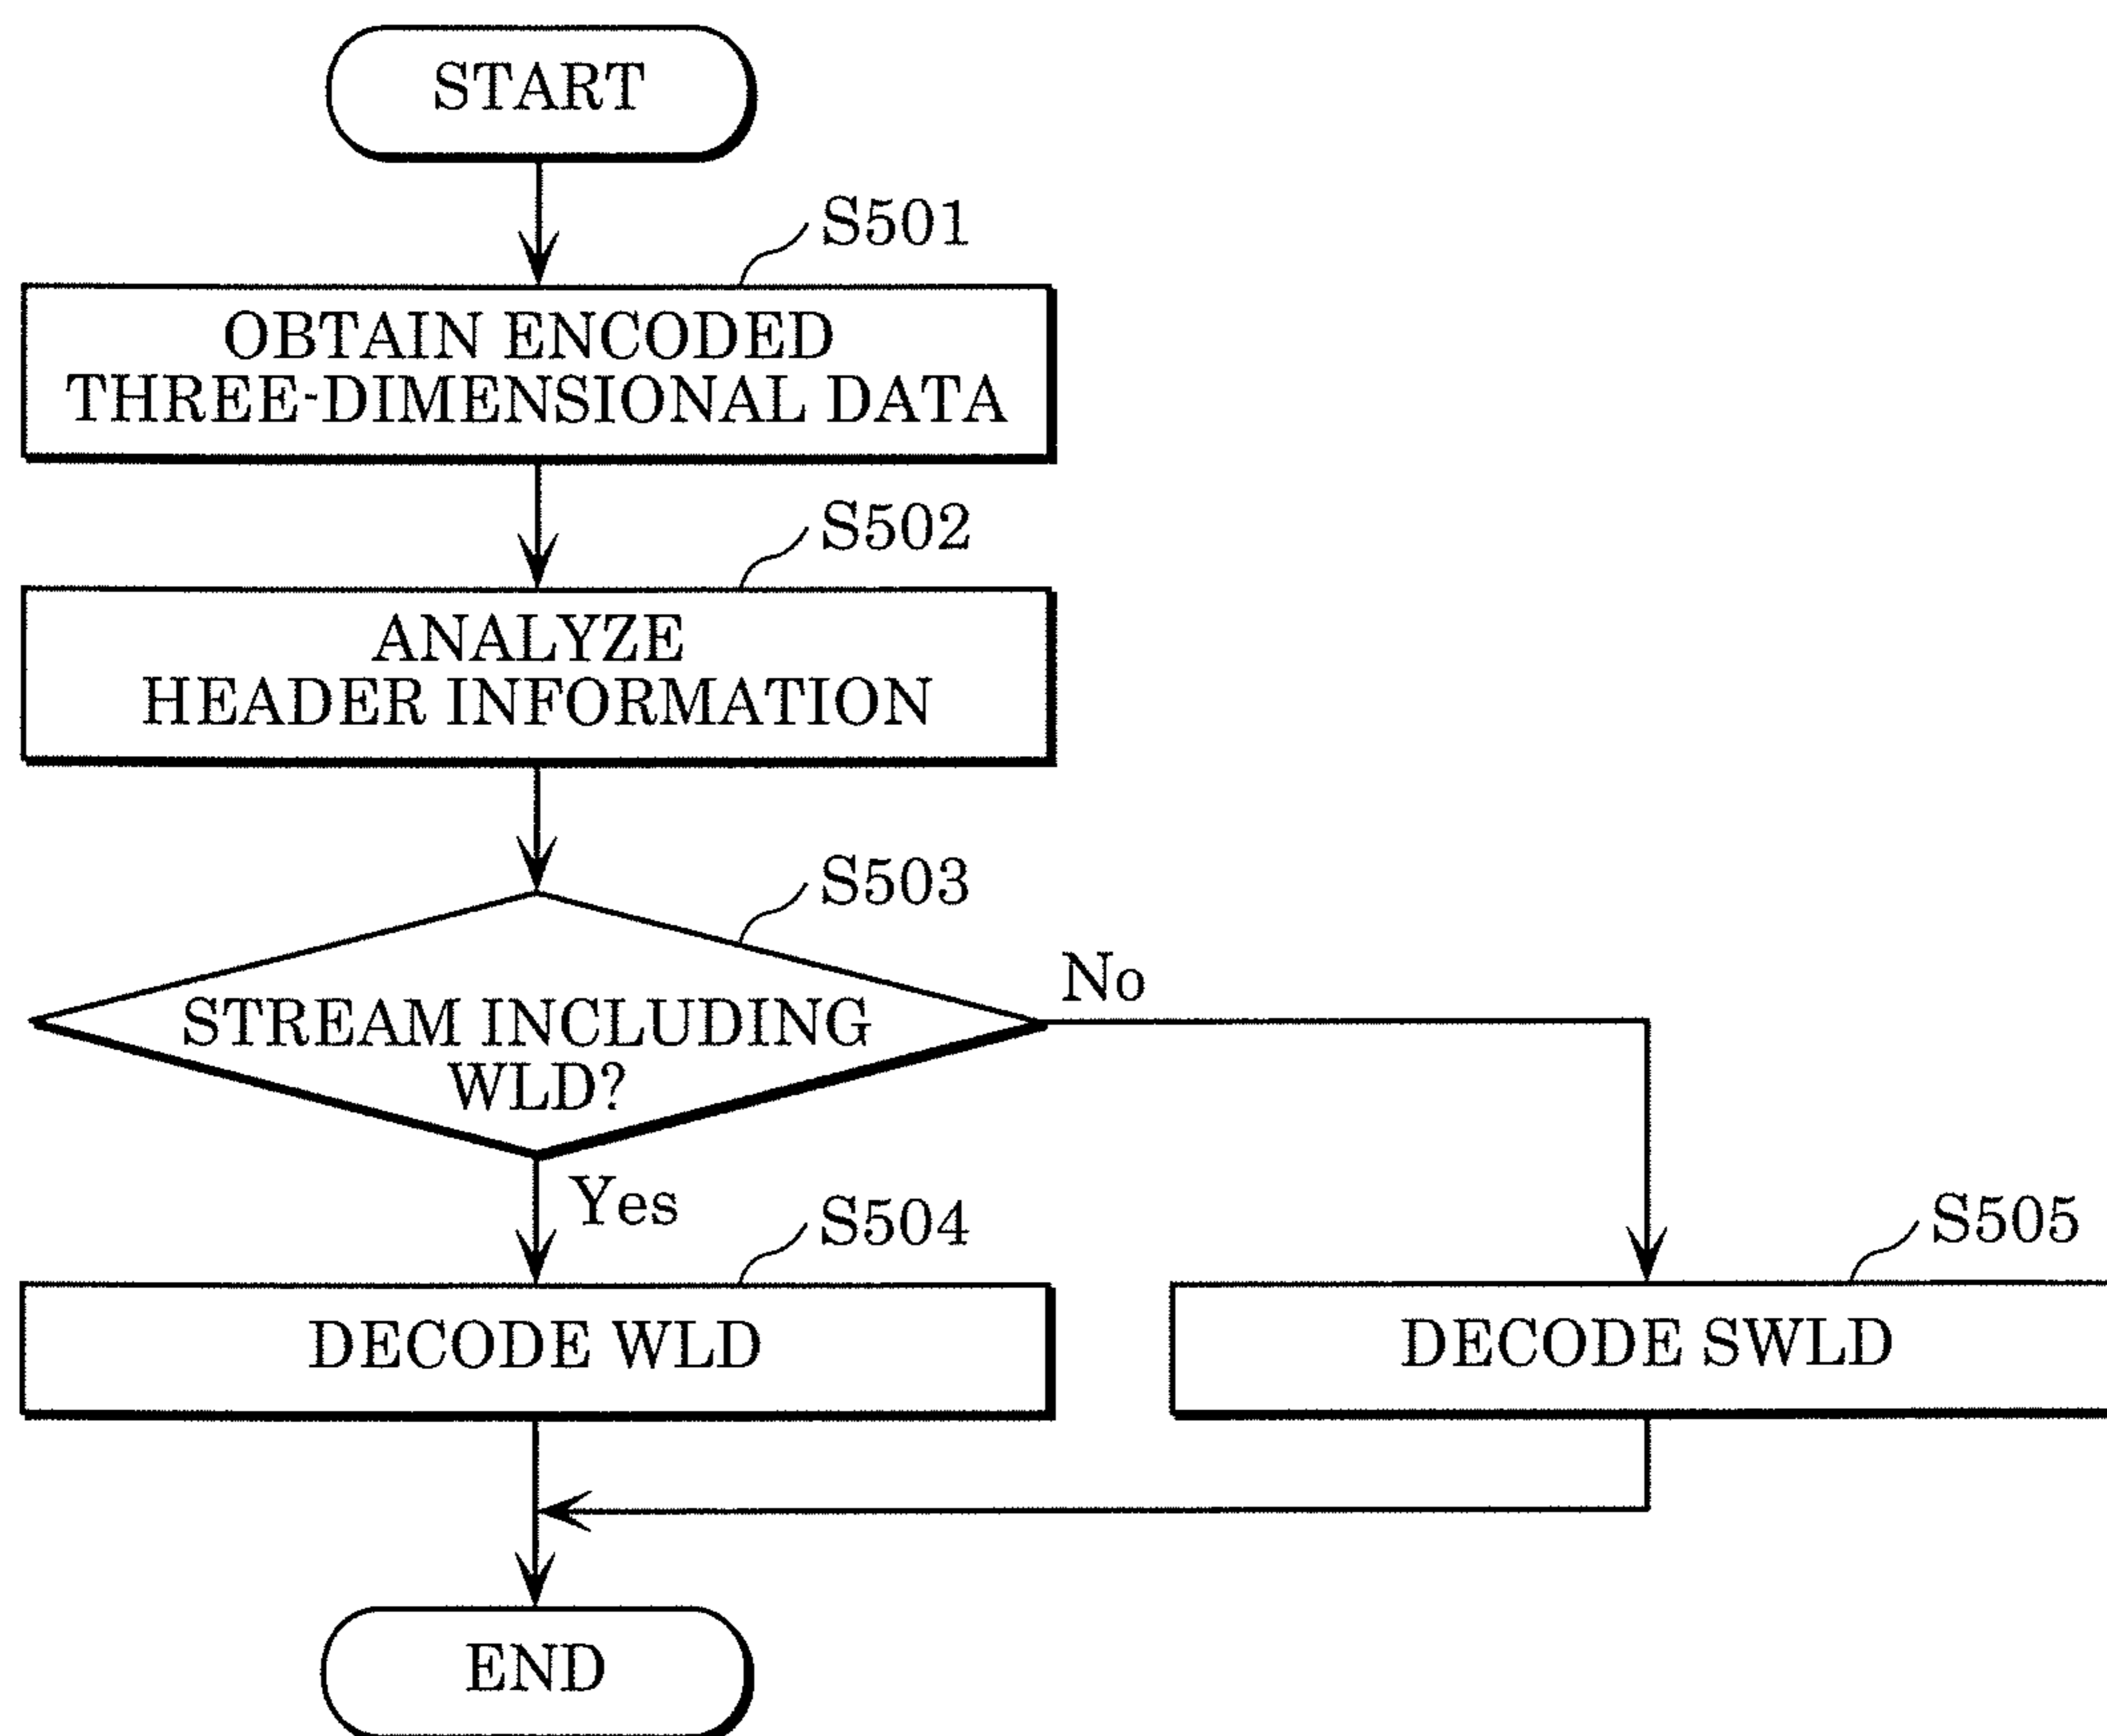 START
S501
OBTAIN ENCODED
THREE-DIMENSIONAL DATA
S502
ANALYZE
HEADER INFORMATION
S503
STREAM INCLUDING
WLD?
No
Yes
S504
DECODE WLD
S505
DECODE SWLD
END